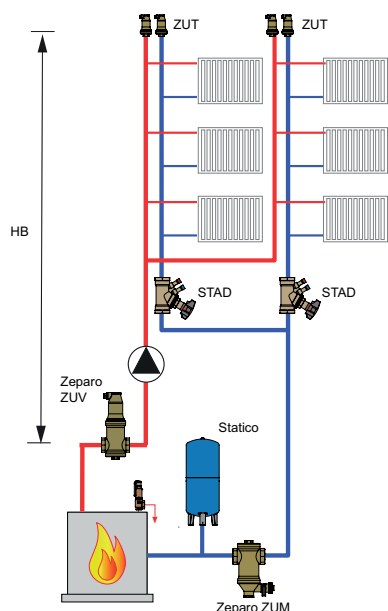 ZUT
ZUT
HB
STAD
STAD
Zeparo
ZUV
Statico
Zeparo ZUM